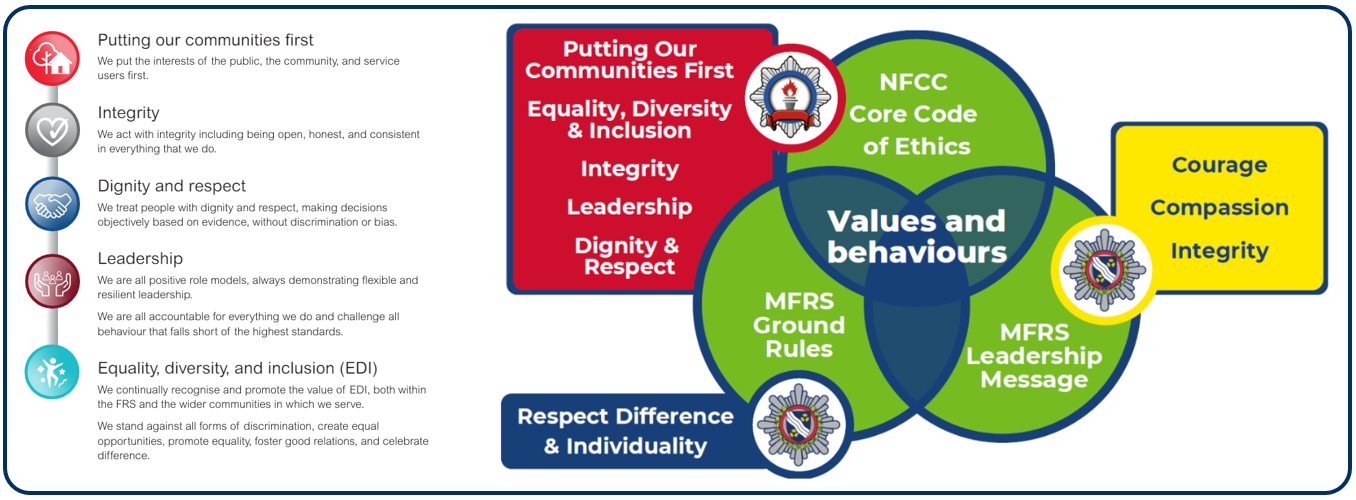 Putting our communities first
We put the interests of the public, the community, and service
users first.
Integrity
We act with integrity including being open, honest, and consistent
in everything that we do.
Dignity and respect
We treat people with dignity and respect, making decisions
objectively based on evidence, without discrimination or bias.
Leadership
We are all positive role models, always demonstrating flexible and
resilient leadership.
We are all accountable for everything we do and challenge all
behaviour that falls short of the highest standards.
Equality, diversity, and inclusion (EDI)
We continually recognise and promote the value of EDI, both within
the FRS and the wider communities in which we serve.
We stand against all forms of discrimination, create equal
opportunities, promote equality, foster good relations, and celebrate
difference.
Putting Our
Communities First
Equality, Diversity
& Inclusion
Integrity
Leadership
Dignity &
Respect
NFCC
Core Code
of Ethics
Values and
behaviours
MFRS
Ground
Rules
MFRS
Leadership
Message
Courage
Compassion
Integrity
Respect Difference
& Individuality